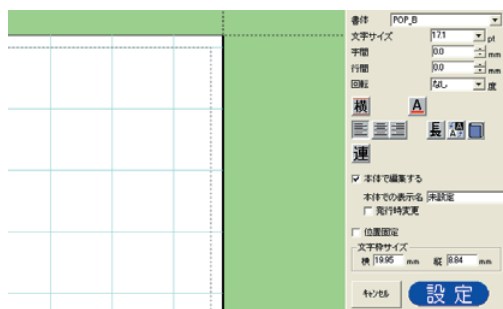 書体 POP_B
文字サイズ 17.1 pt
字間 0.0 mm
行間 0.0 mm
回転 なし 度
横 A
長
連
本体で編集する
本体での表示名 未設定
発行時変更
位置固定
文字枠サイズ
横 19.95 mm 縦 8.84 mm
キャンセル 設定